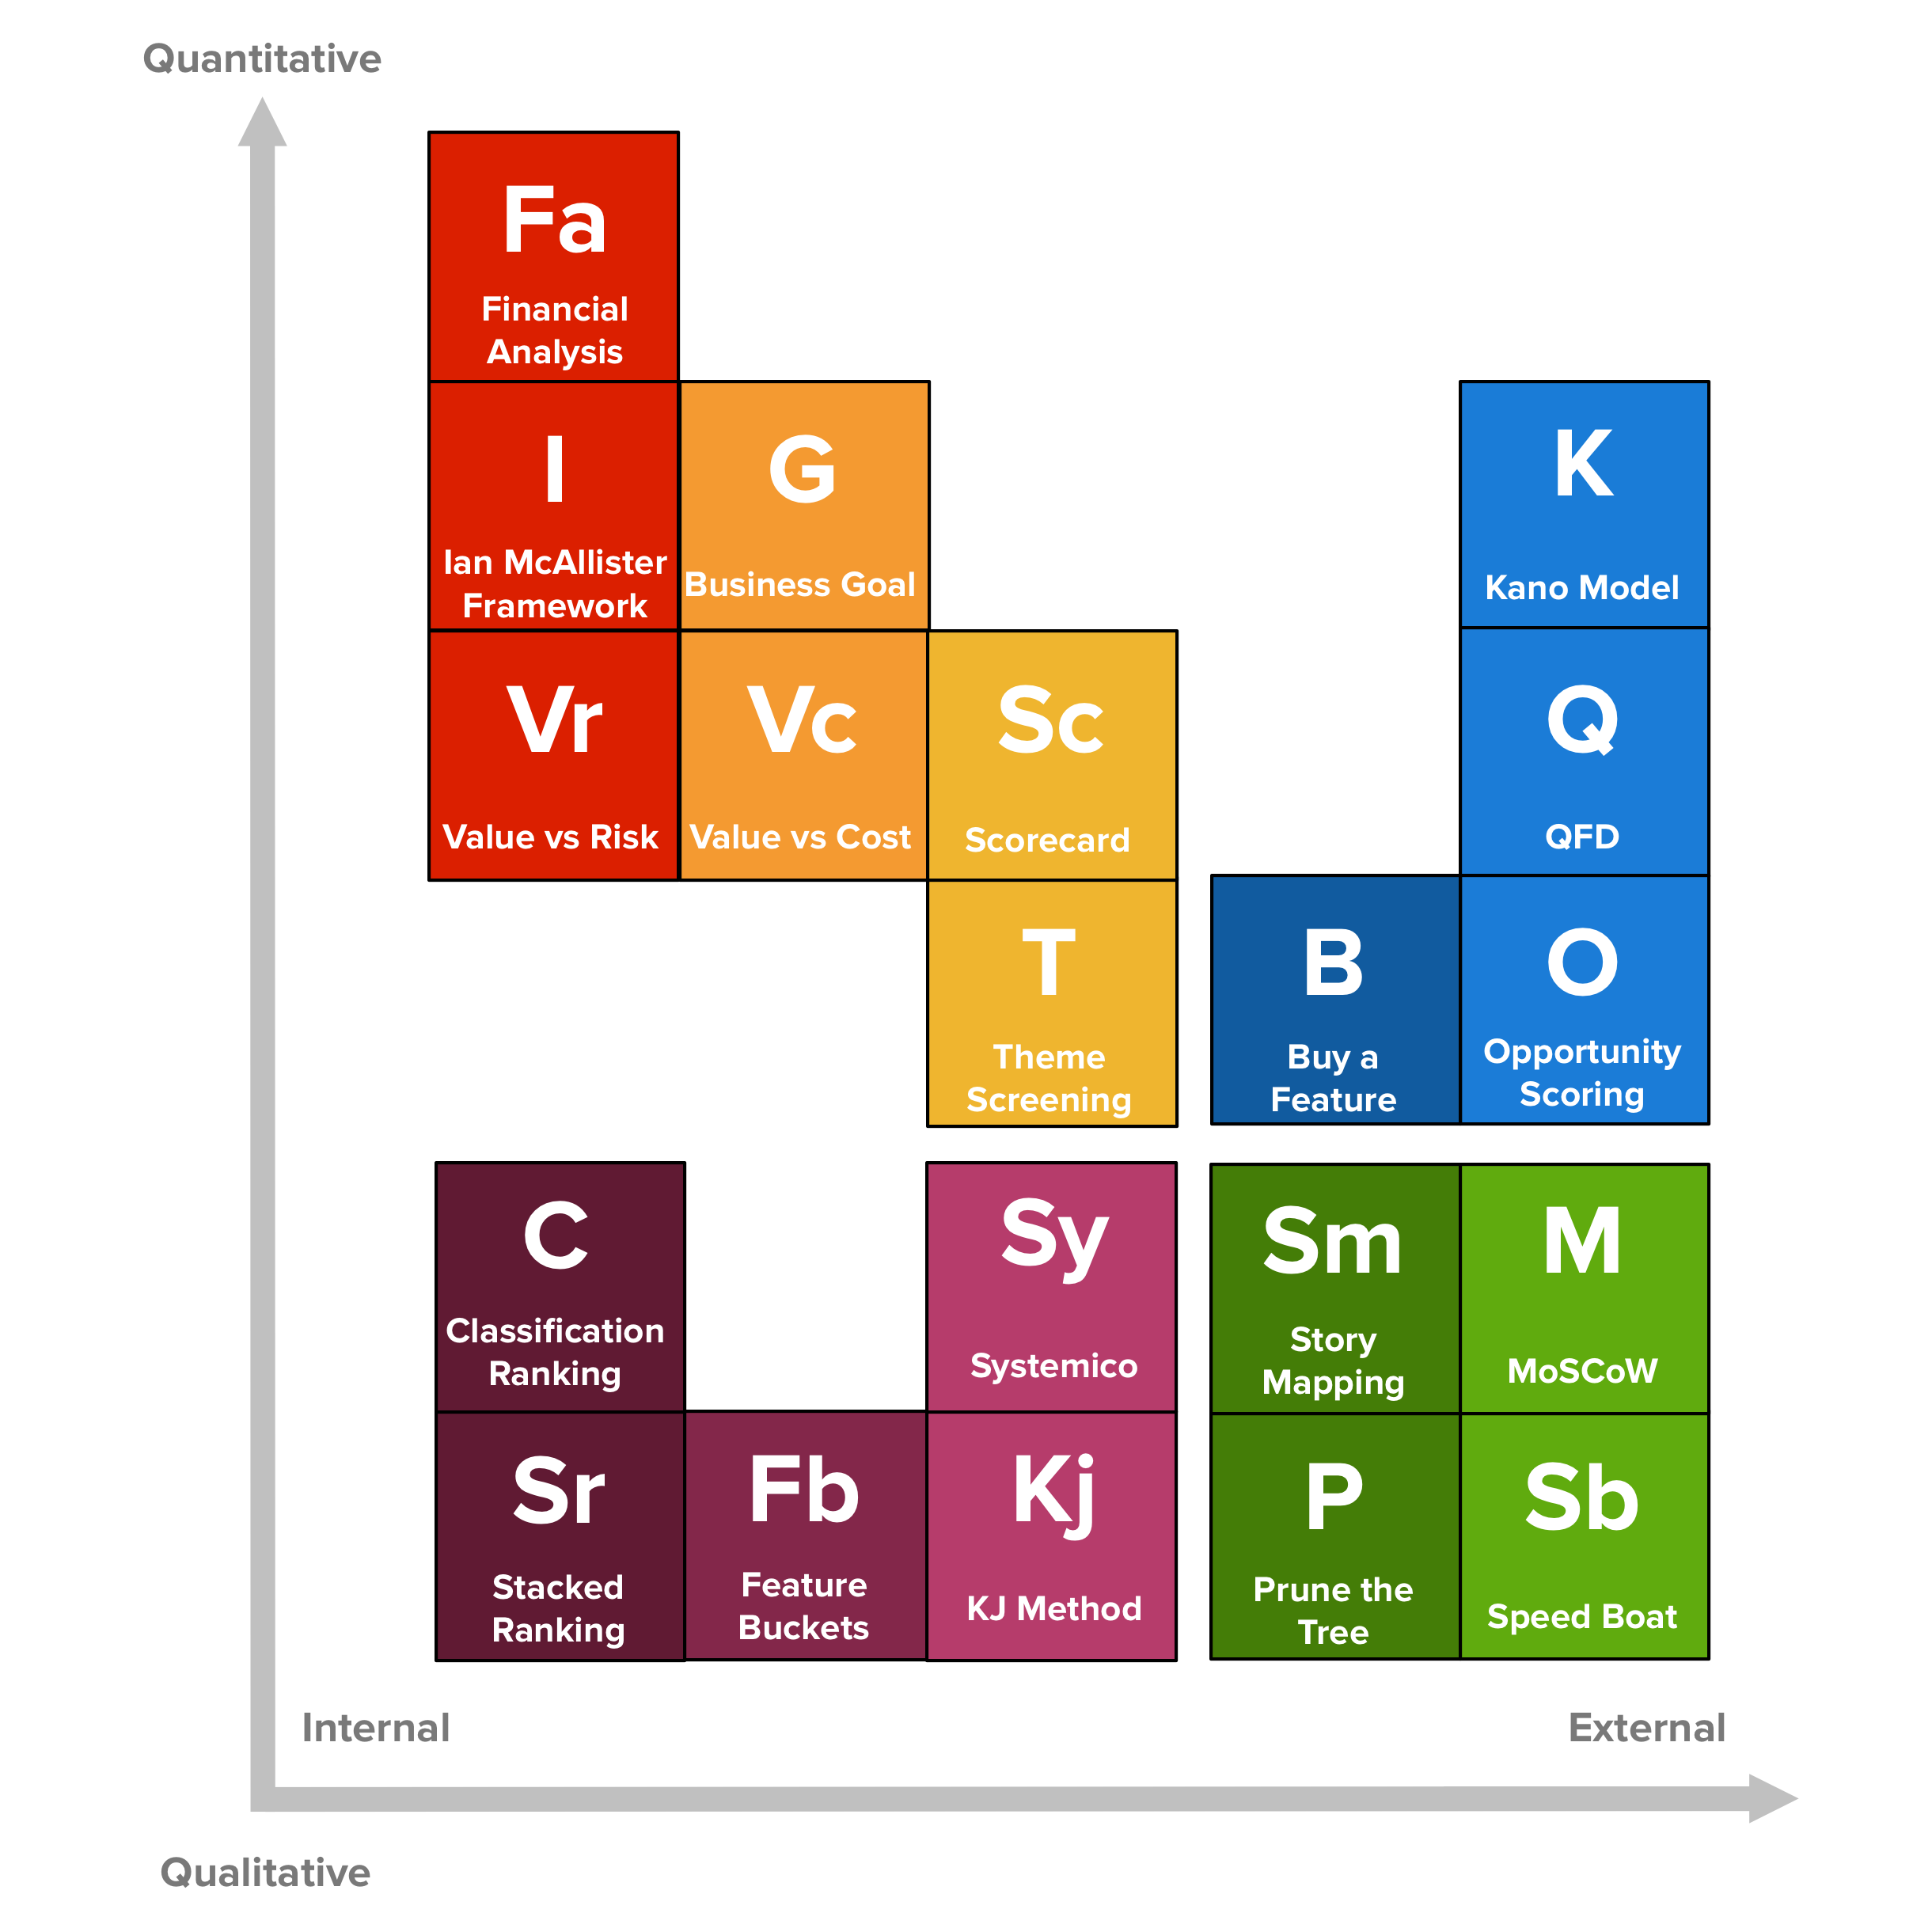 Quantitative
Fa
Financial
Analysis
I
Ian McAllister
Framework
G
Business Goal
K
Kano Model
Vr
Value vs Risk
Vc
Value vs Cost
Sc
Scorecard
Q
QFD
T
Theme
Screening
B
Buy a
Feature
O
Opportunity
Scoring
C
Classification
Ranking
Sy
Systemico
Sm
Story
Mapping
M
MoSCoW
Sr
Stacked
Ranking
Fb
Feature
Buckets
Kj
KJ Method
P
Prune the
Tree
Sb
Speed Boat
Internal
External
Qualitative